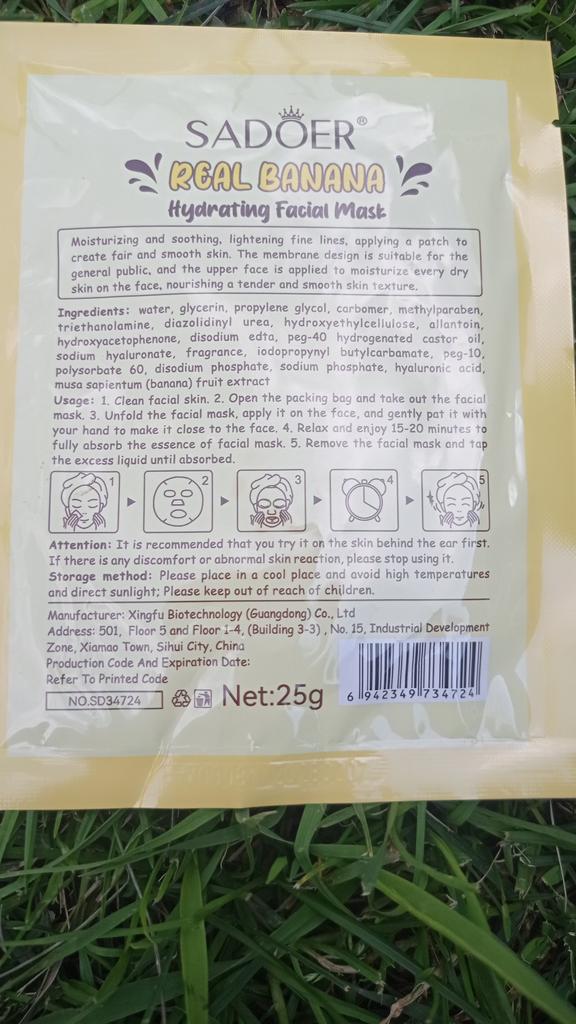 SADOER®
REAL BANANA
Hydrating Facial Mask
Moisturizing and soothing, lightening fine lines, applying a patch to
create fair and smooth skin. The membrane design is suitable for the
general public, and the upper face is applied to moisturize every dry
skin on the face, nourishing a tender and smooth skin texture.
Ingredients: water, glycerin, propylene glycol, carbomer, methylparaben,
triethanolamine, diazolidinyl urea, hydroxyethylcellulose, allantoin,
hydroxyacetophenone, disodium edta, peg-40 hydrogenated castor oil,
sodium hyaluronate, fragrance, iodopropynyl butylcarbamate, peg-10,
polysorbate 60, disodium phosphate, sodium phosphate, hyaluronic acid,
musa sapientum (banana) fruit extract
Usage: 1. Clean facial skin. 2. Open the packing bag and take out the facial
mask. 3. Unfold the facial mask, apply it on the face, and gently pat it with
your hand to make it close to the face. 4. Relax and enjoy 15-20 minutes to
fully absorb the essence of facial mask. 5. Remove the facial mask and tap
the excess liquid until absorbed.
1 2 3 4 5
Attention: It is recommended that you try it on the skin behind the ear first.
If there is any discomfort or abnormal skin reaction, please stop using it.
Storage method: Please place in a cool place and avoid high temperatures
and direct sunlight; Please keep out of reach of children.
Manufacturer: Xingfu Biotechnology (Guangdong) Co., Ltd
Address: 501, Floor 5 and Floor 1-4, (Building 3-3) , No. 15, Industrial Development
Zone, Xiamao Town, Sihui City, China
Production Code And Expiration Date:
Refer To Printed Code
NO.SD34724
Net:25g
6 942349 734724